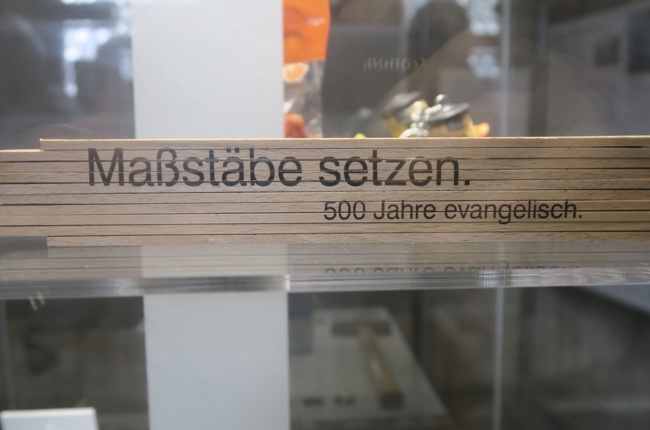 Maßstäbe setzen.
500 Jahre evangelisch.